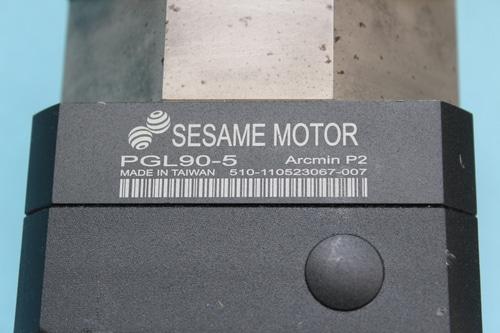 SESAME MOTOR
PGL90-5 Arcmin P2
MADE IN TAIWAN 510-110523067-007